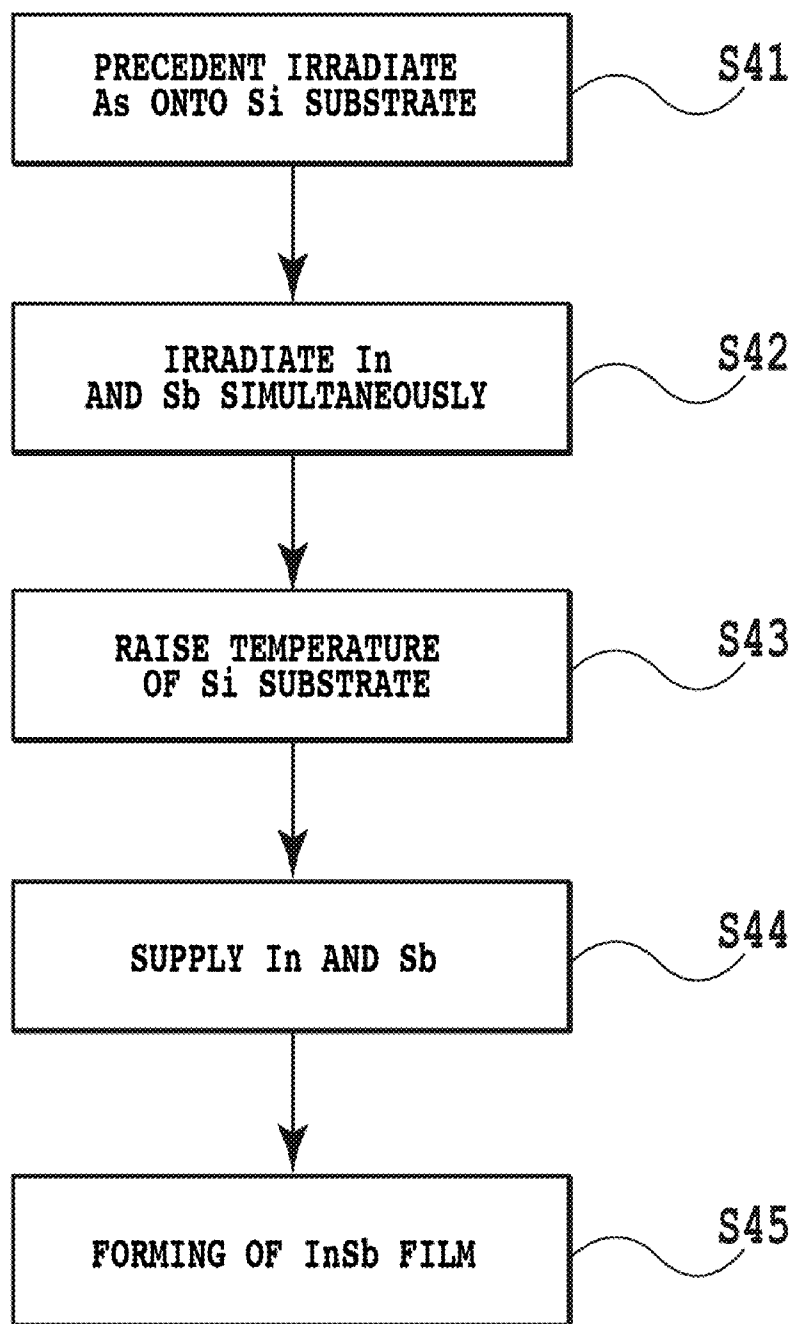 PRECEDENT IRRADIATE
As ONTO Si SUBSTRATE
S41
IRRADIATE In
AND Sb SIMULTANEOUSLY
S42
RAISE TEMPERATURE
OF Si SUBSTRATE
S43
SUPPLY In AND Sb
S44
FORMING OF InSb FILM
S45